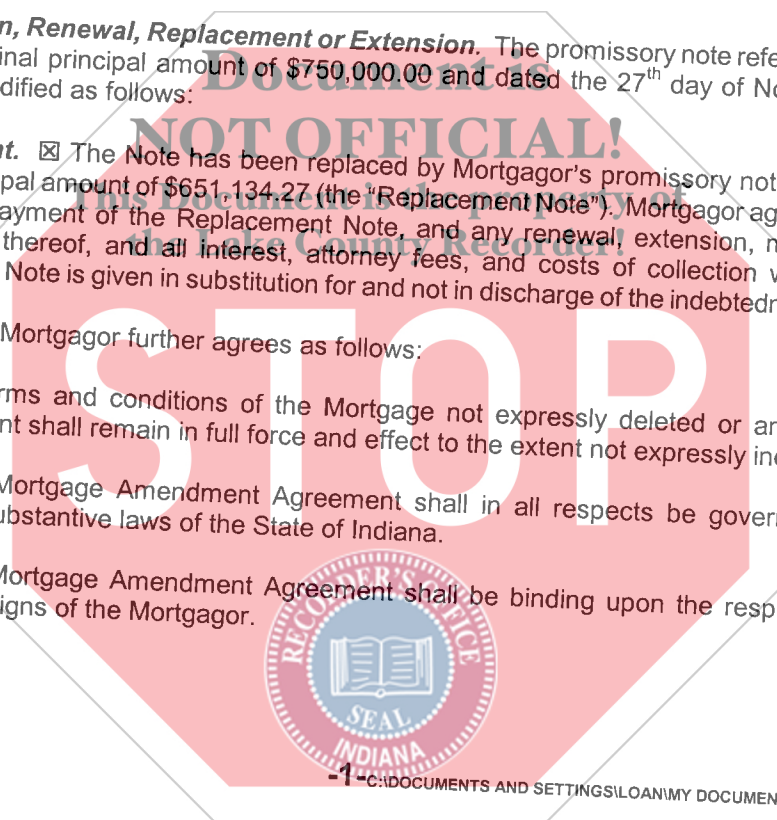 n, Renewal, Replacement or Extension. The promissory note refe
inal principal amount of $750,000.00 and dated the 27th day of No
dified as follows:
nt. ☒ The Note has been replaced by Mortgagor's promissory not
pal amount of $651,134.27 (the "Replacement Note"). Mortgagor ag
ayment of the Replacement Note, and any renewal, extension, m
thereof, and all interest, attorney fees, and costs of collection w
Note is given in substitution for and not in discharge of the indebtedn
Mortgagor further agrees as follows:
rms and conditions of the Mortgage not expressly deleted or am
nt shall remain in full force and effect to the extent not expressly inc
Mortgage Amendment Agreement shall in all respects be govern
ubstantive laws of the State of Indiana.
Mortgage Amendment Agreement shall be binding upon the resp
igns of the Mortgagor.
-1-C:\DOCUMENTS AND SETTINGS\LOAN\MY DOCUMEN
Document is
NOT OFFICIAL!
This Document is the property of
the Lake County Recorder!
STOP
RECORDER'S OFFICE
SEAL
INDIANA